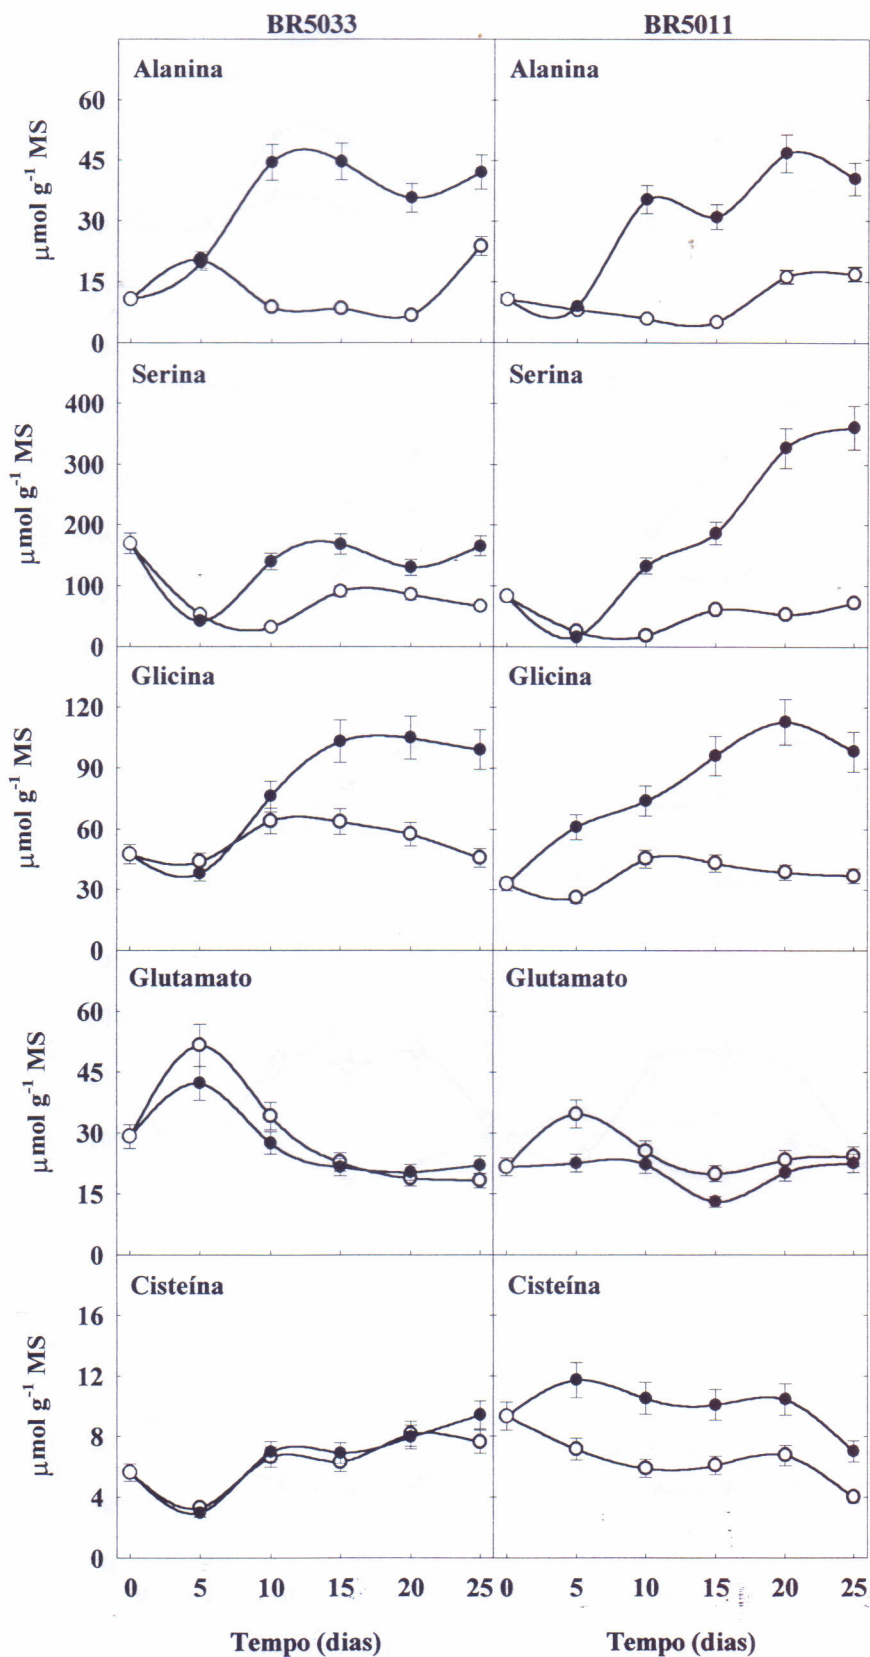 BR5033 BR5011
Alanina Alanina
60
45
30
15
0
μmol g⁻¹ MS
Serina Serina
400
300
200
100
0
μmol g⁻¹ MS
Glicina Glicina
120
90
60
30
0
μmol g⁻¹ MS
Glutamato Glutamato
60
45
30
15
0
μmol g⁻¹ MS
Cisteína Cisteína
16
12
8
4
0
μmol g⁻¹ MS
0 5 10 15 20 25 0 5 10 15 20 25
Tempo (dias) Tempo (dias)